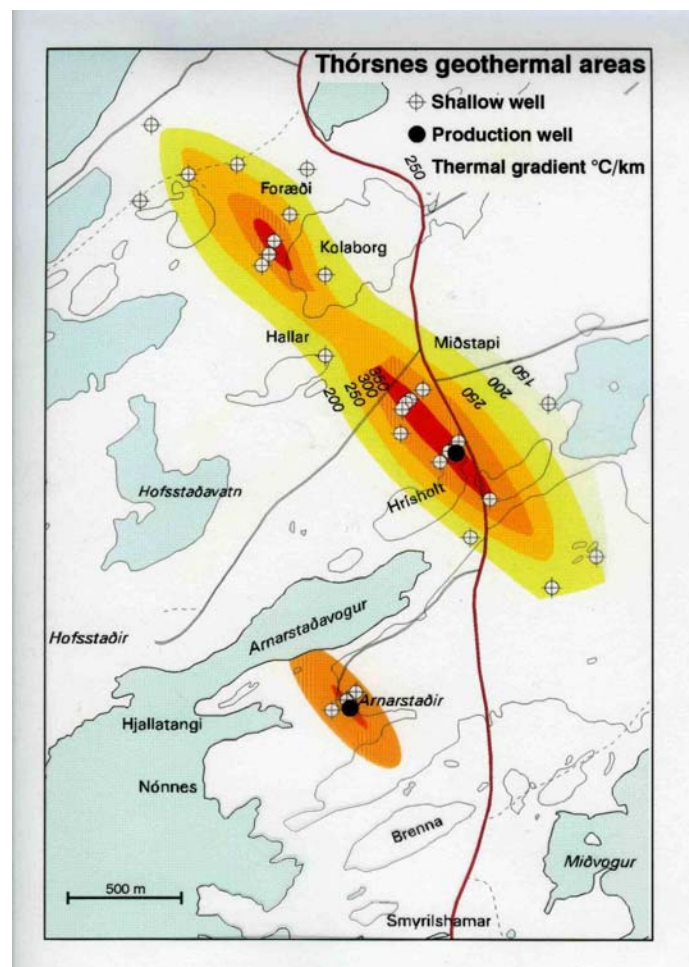 Thórsnes geothermal areas
Shallow well
Production well
250
Thermal gradient °C/km
Foræði
Kolaborg
Hallar
Miðstapi
150
200
250
350
300
250
200
Hofsstaðavatn
Hrísholt
Arnarstaðavogur
Hofsstaðir
Arnarstaðir
Hjallatangi
Nónnes
Brenna
Miðvogur
500 m
Smyrilshamar